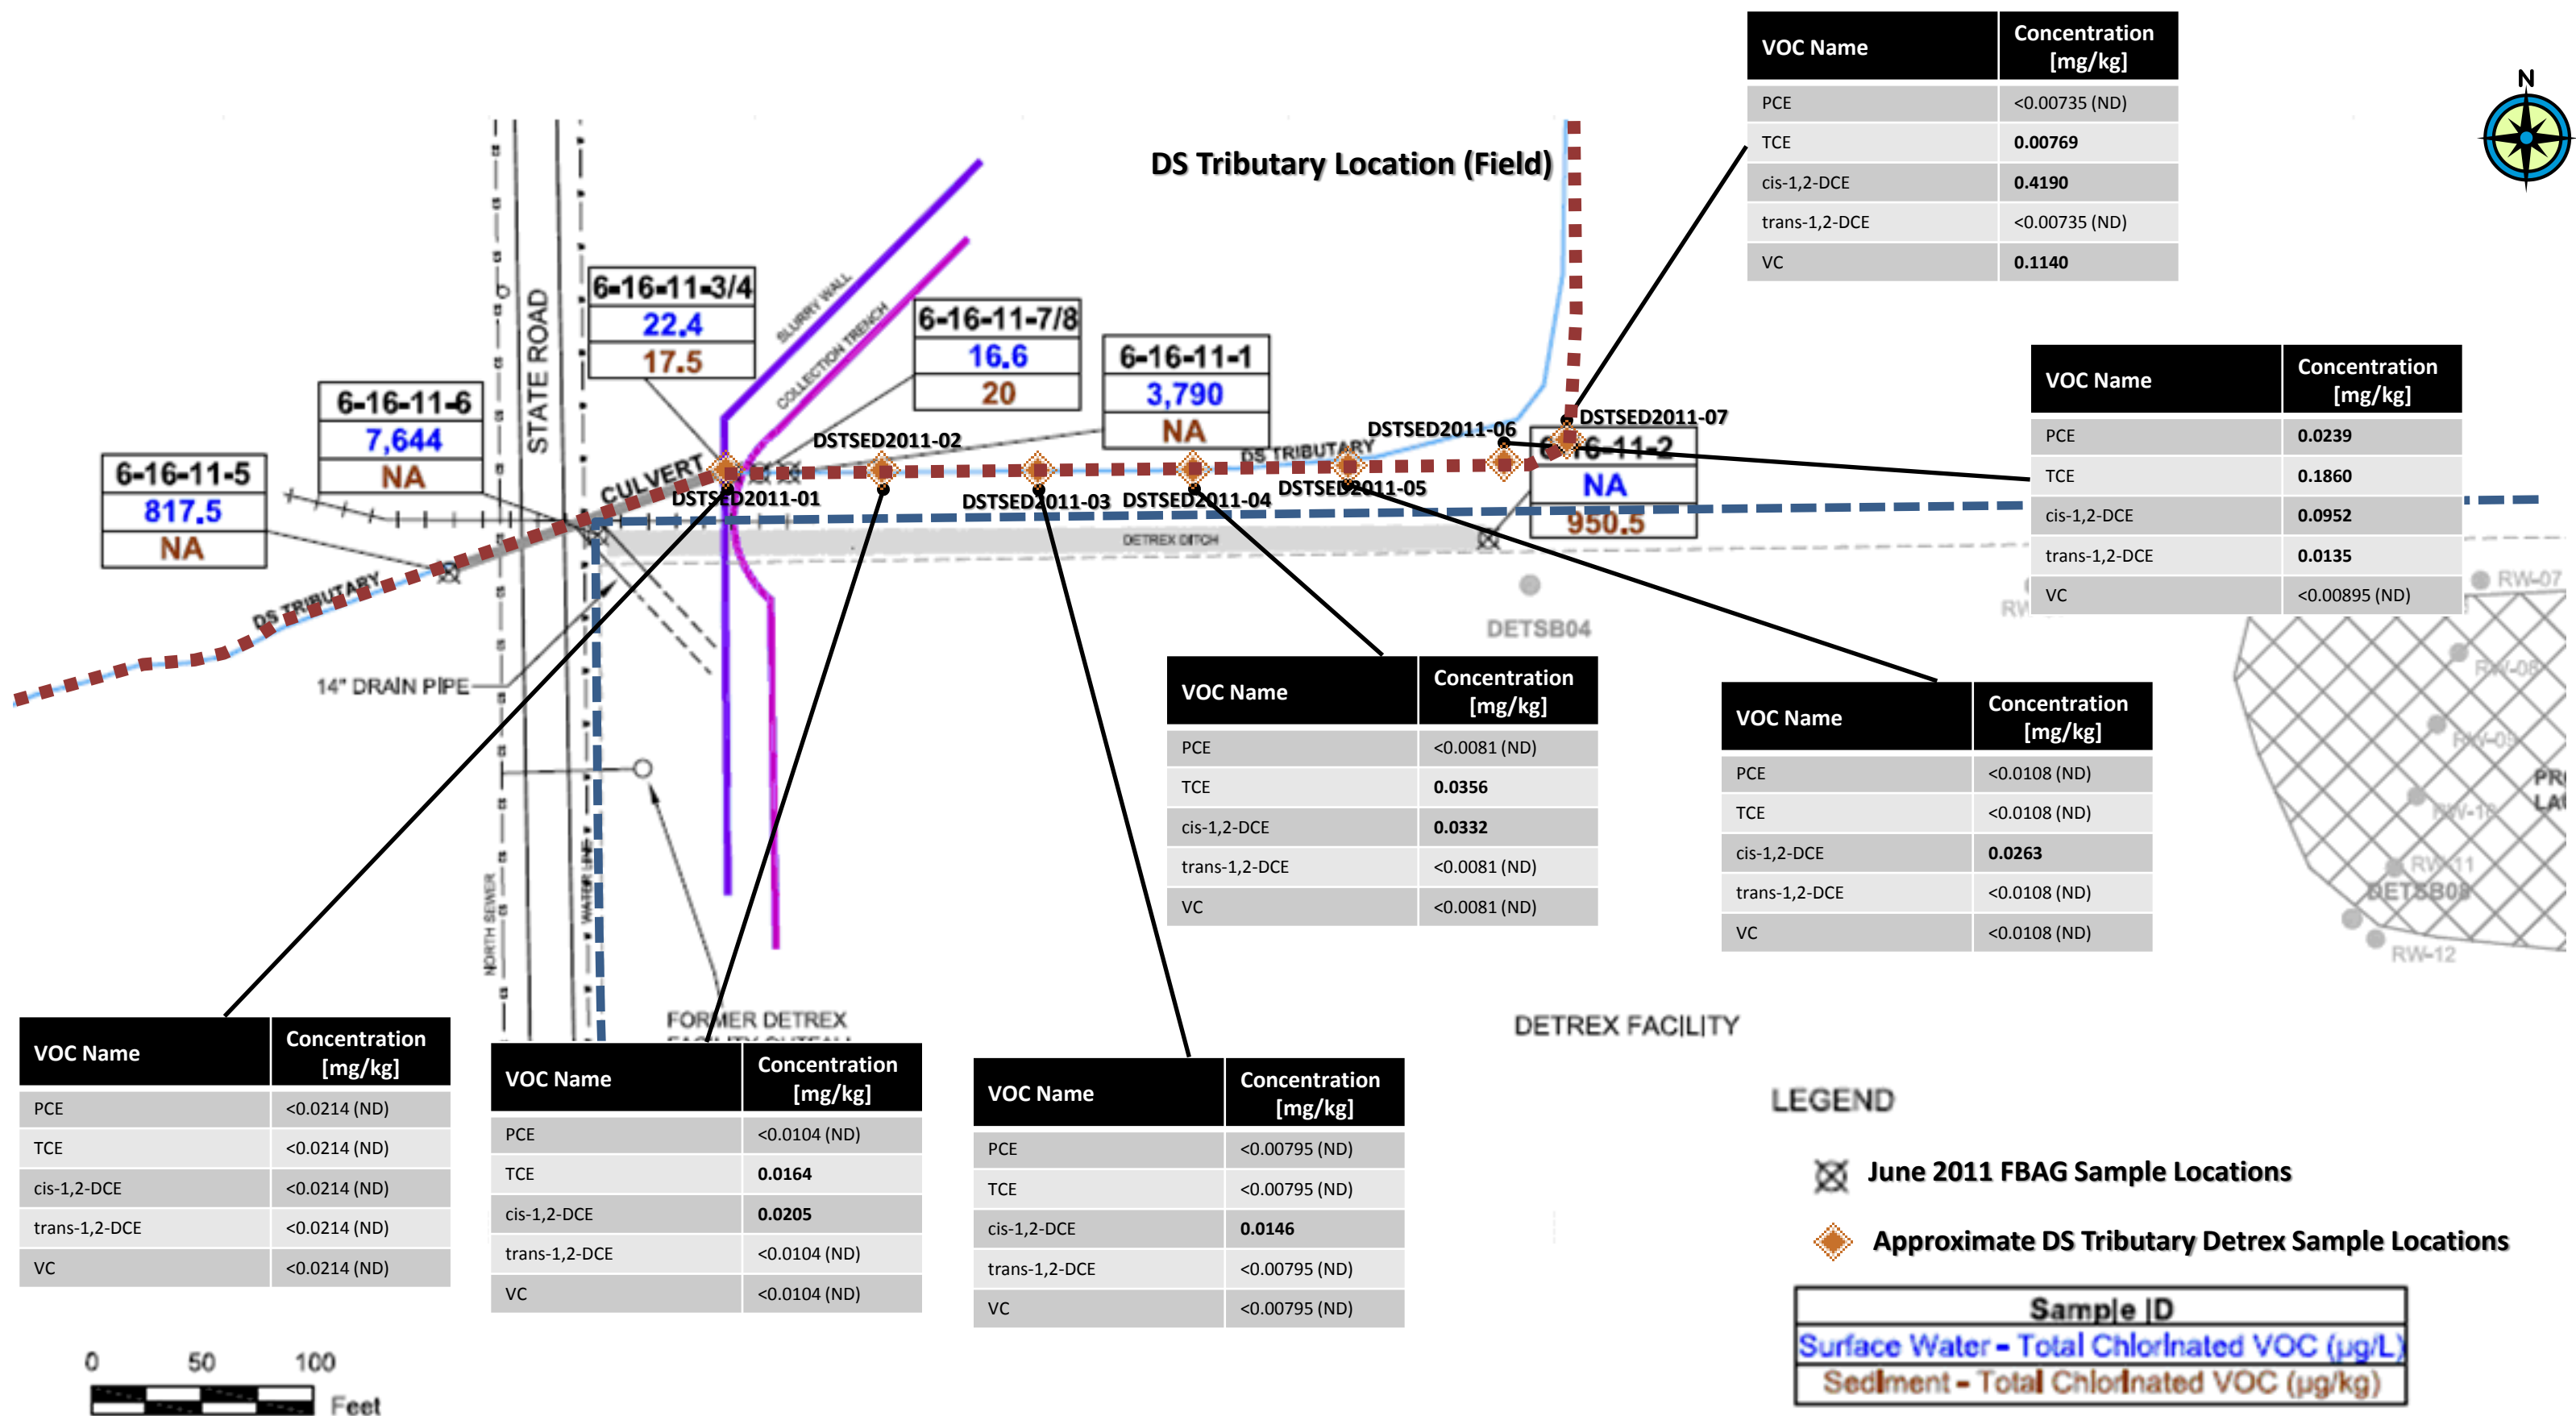 VOC Name Concentration
[mg/kg]
PCE <0.00735 (ND)
TCE 0.00769
cis-1,2-DCE 0.4190
trans-1,2-DCE <0.00735 (ND)
VC 0.1140
N
DS Tributary Location (Field)
VOC Name Concentration
[mg/kg]
PCE 0.0239
TCE 0.1860
cis-1,2-DCE 0.0952
trans-1,2-DCE 0.0135
VC <0.00895 (ND)
6-16-11-3/4
22.4
17.5
6-16-11-7/8
16.6
20
6-16-11-1
3,790
NA
6-16-11-6
7,644
NA
6-16-11-5
817.5
NA
6-16-11-2
NA
950.5
STATE ROAD
SLURRY WALL
COLLECTION TRENCH
CULVERT
DS TRIBUTARY
DS TRIBUTARY
DSTSED2011-01
DSTSED2011-02
DSTSED2011-03
DSTSED2011-04
DSTSED2011-05
DSTSED2011-06
DSTSED2011-07
DETREX DITCH
DETSB04
RW-07
RW-08
RW-09
RW-10
RW-11
DETSB08
RW-12
14" DRAIN PIPE
NORTH SEWER
WATER LINE
FORMER DETREX
FACILITY OUTFALL
DETREX FACILITY
VOC Name Concentration
[mg/kg]
PCE <0.0081 (ND)
TCE 0.0356
cis-1,2-DCE 0.0332
trans-1,2-DCE <0.0081 (ND)
VC <0.0081 (ND)
VOC Name Concentration
[mg/kg]
PCE <0.0108 (ND)
TCE <0.0108 (ND)
cis-1,2-DCE 0.0263
trans-1,2-DCE <0.0108 (ND)
VC <0.0108 (ND)
VOC Name Concentration
[mg/kg]
PCE <0.0214 (ND)
TCE <0.0214 (ND)
cis-1,2-DCE <0.0214 (ND)
trans-1,2-DCE <0.0214 (ND)
VC <0.0214 (ND)
VOC Name Concentration
[mg/kg]
PCE <0.0104 (ND)
TCE 0.0164
cis-1,2-DCE 0.0205
trans-1,2-DCE <0.0104 (ND)
VC <0.0104 (ND)
VOC Name Concentration
[mg/kg]
PCE <0.00795 (ND)
TCE <0.00795 (ND)
cis-1,2-DCE 0.0146
trans-1,2-DCE <0.00795 (ND)
VC <0.00795 (ND)
LEGEND
June 2011 FBAG Sample Locations
Approximate DS Tributary Detrex Sample Locations
Sample ID
Surface Water - Total Chlorinated VOC (µg/L)
Sediment - Total Chlorinated VOC (µg/kg)
0 50 100
Feet